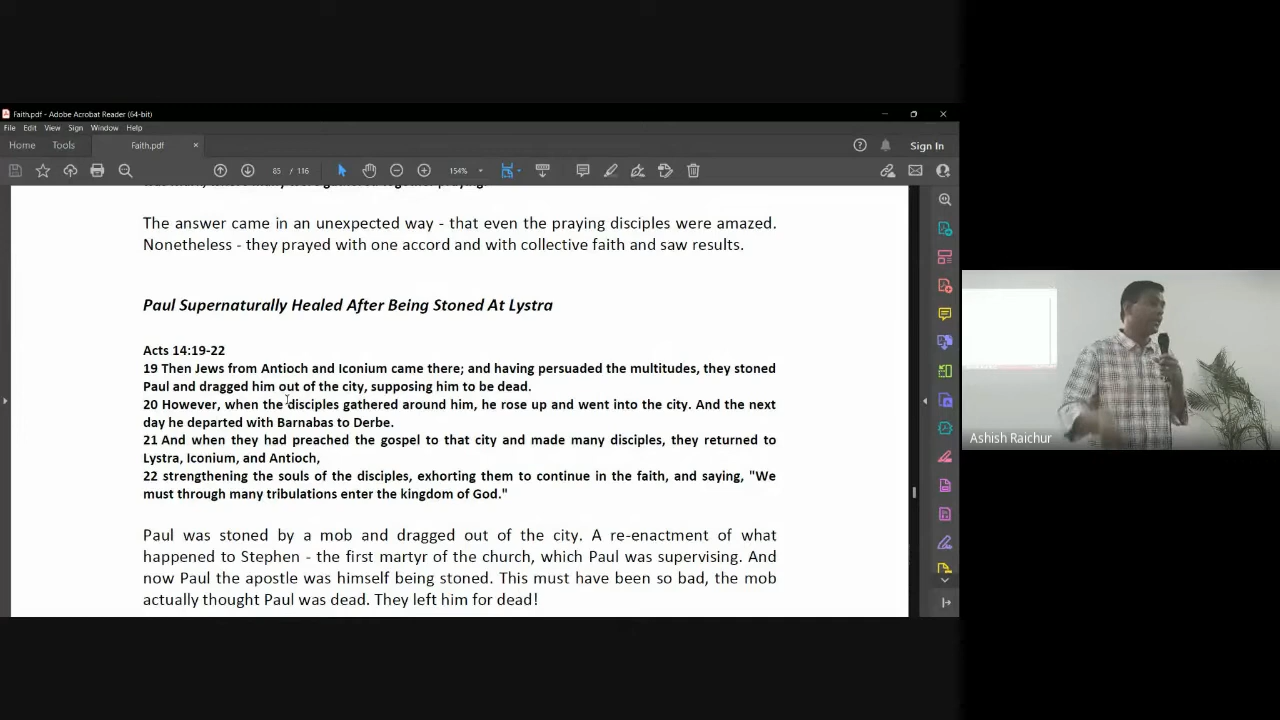 Faith.pdf - Adobe Acrobat Reader (64-bit)
File Edit View Sign Window Help
Home Tools Faith.pdf × Sign In
85 / 116 154%
The answer came in an unexpected way - that even the praying disciples were amazed.
Nonetheless - they prayed with one accord and with collective faith and saw results.
Paul Supernaturally Healed After Being Stoned At Lystra
Acts 14:19-22
19 Then Jews from Antioch and Iconium came there; and having persuaded the multitudes, they stoned
Paul and dragged him out of the city, supposing him to be dead.
20 However, when the disciples gathered around him, he rose up and went into the city. And the next
day he departed with Barnabas to Derbe.
21 And when they had preached the gospel to that city and made many disciples, they returned to
Lystra, Iconium, and Antioch,
22 strengthening the souls of the disciples, exhorting them to continue in the faith, and saying, "We
must through many tribulations enter the kingdom of God."
Paul was stoned by a mob and dragged out of the city. A re-enactment of what
happened to Stephen - the first martyr of the church, which Paul was supervising. And
now Paul the apostle was himself being stoned. This must have been so bad, the mob
actually thought Paul was dead. They left him for dead!
Ashish Raichur